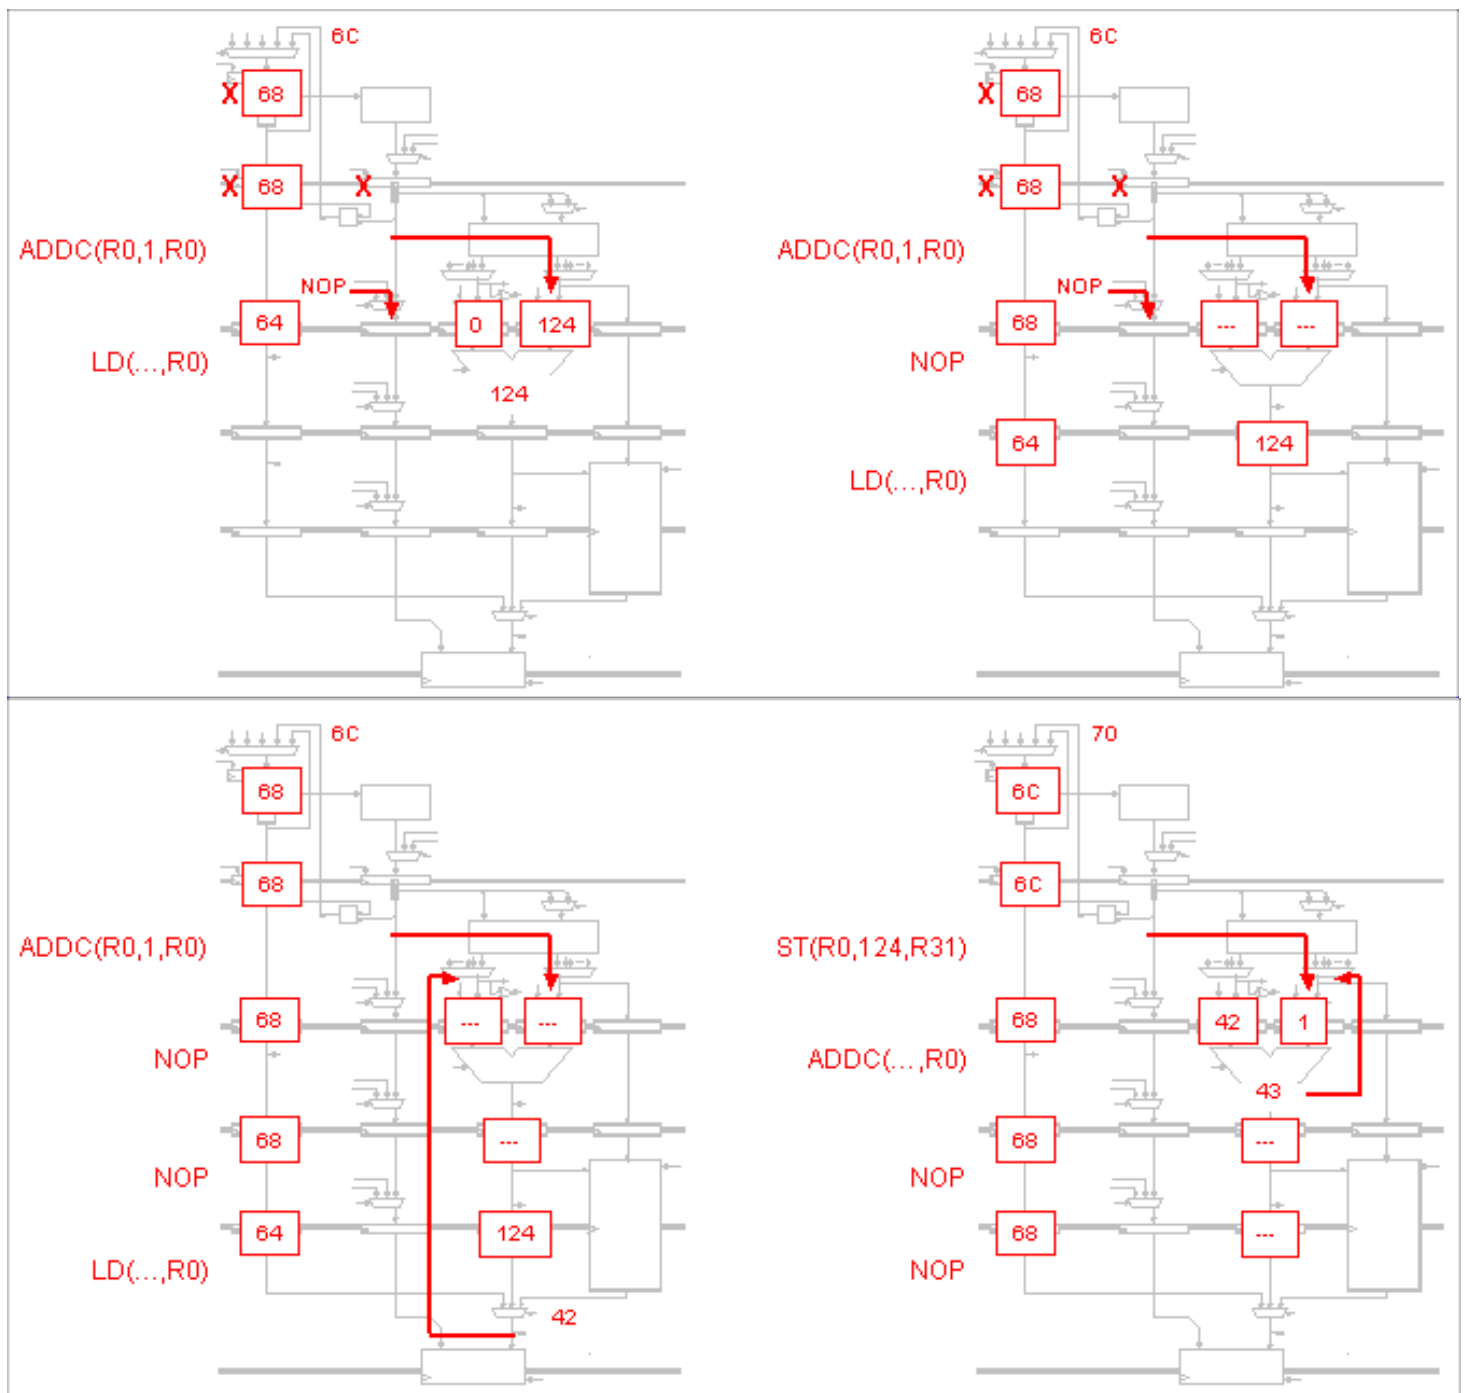 6C
X 68
X 68 X
ADDC(R0,1,R0)
NOP
64 0 124
LD(...,R0)
124
6C
X 68
X 68 X
ADDC(R0,1,R0)
NOP
68 --- ---
NOP
64 124
LD(...,R0)
6C
68
68
ADDC(R0,1,R0)
68 --- ---
NOP
68 ---
NOP
64 124
LD(...,R0)
42
70
6C
6C
ST(R0,124,R31)
68 42 1
ADDC(...,R0)
43
68 ---
NOP
68 ---
NOP